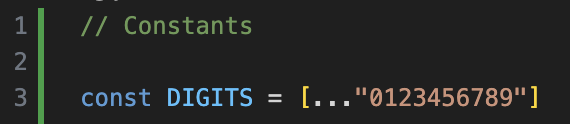 1 // Constants
2
3 const DIGITS = [..."0123456789"]